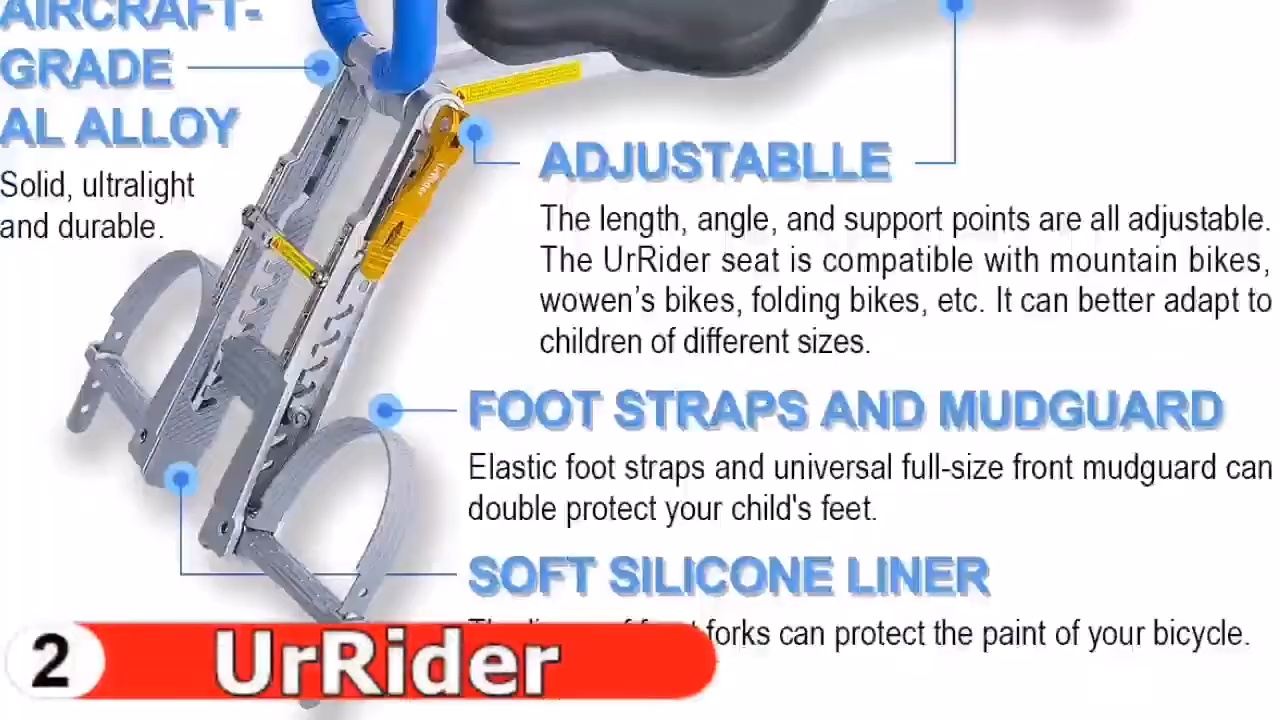 AIRCRAFT-
GRADE
AL ALLOY
Solid, ultralight
and durable.
UrRider
ADJUSTABLLE
The length, angle, and support points are all adjustable.
The UrRider seat is compatible with mountain bikes,
wowen's bikes, folding bikes, etc. It can better adapt to
children of different sizes.
FOOT STRAPS AND MUDGUARD
Elastic foot straps and universal full-size front mudguard can
double protect your child's feet.
SOFT SILICONE LINER
forks can protect the paint of your bicycle.
2 UrRider